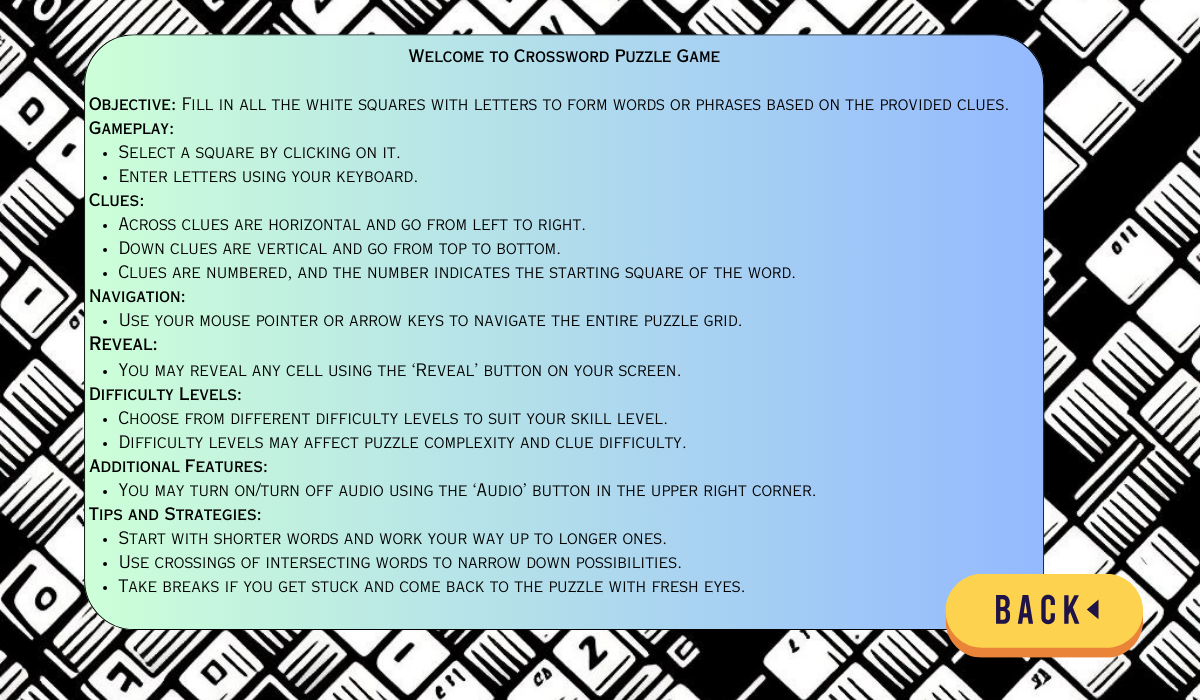 Welcome to Crossword Puzzle Game
Objective: Fill in all the white squares with letters to form words or phrases based on the provided clues.
Gameplay:
• Select a square by clicking on it.
• Enter letters using your keyboard.
Clues:
• Across clues are horizontal and go from left to right.
• Down clues are vertical and go from top to bottom.
• Clues are numbered, and the number indicates the starting square of the word.
Navigation:
• Use your mouse pointer or arrow keys to navigate the entire puzzle grid.
Reveal:
• You may reveal any cell using the ‘Reveal’ button on your screen.
Difficulty Levels:
• Choose from different difficulty levels to suit your skill level.
• Difficulty levels may affect puzzle complexity and clue difficulty.
Additional Features:
• You may turn on/turn off audio using the ‘Audio’ button in the upper right corner.
Tips and Strategies:
• Start with shorter words and work your way up to longer ones.
• Use crossings of intersecting words to narrow down possibilities.
• Take breaks if you get stuck and come back to the puzzle with fresh eyes.
BACK